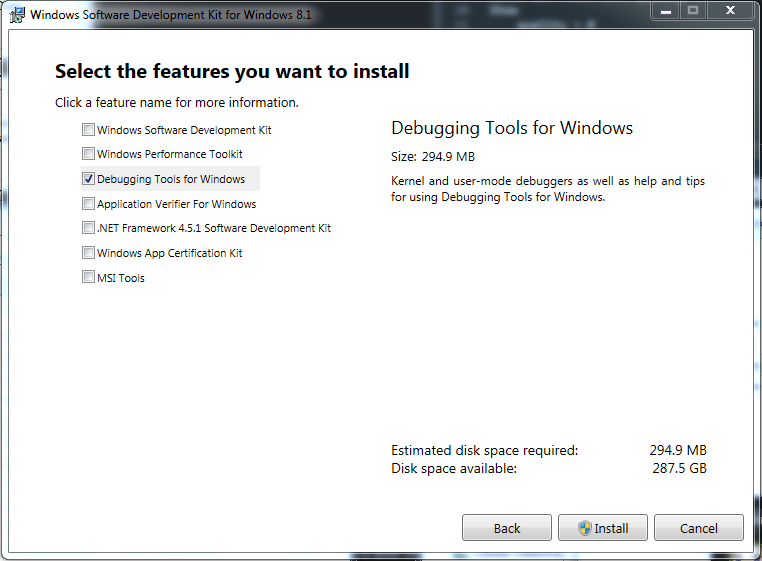 Windows Software Development Kit for Windows 8.1
Select the features you want to install
Click a feature name for more information.
Windows Software Development Kit
Windows Performance Toolkit
Debugging Tools for Windows
Application Verifier For Windows
.NET Framework 4.5.1 Software Development Kit
Windows App Certification Kit
MSI Tools
Debugging Tools for Windows
Size: 294.9 MB
Kernel and user-mode debuggers as well as help and tips
for using Debugging Tools for Windows.
Estimated disk space required: 294.9 MB
Disk space available: 287.5 GB
Back Install Cancel